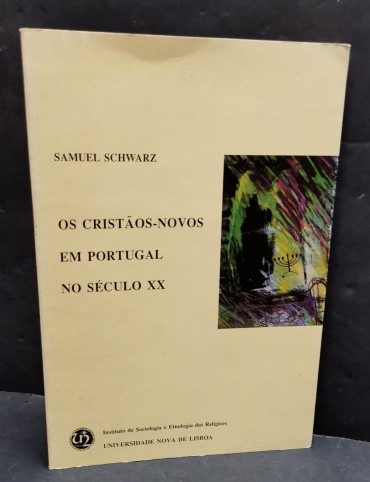 SAMUEL SCHWARZ
OS CRISTÃOS-NOVOS
EM PORTUGAL
NO SÉCULO XX
Instituto de Sociologia e Etnologia das Religiões
UNIVERSIDADE NOVA DE LISBOA